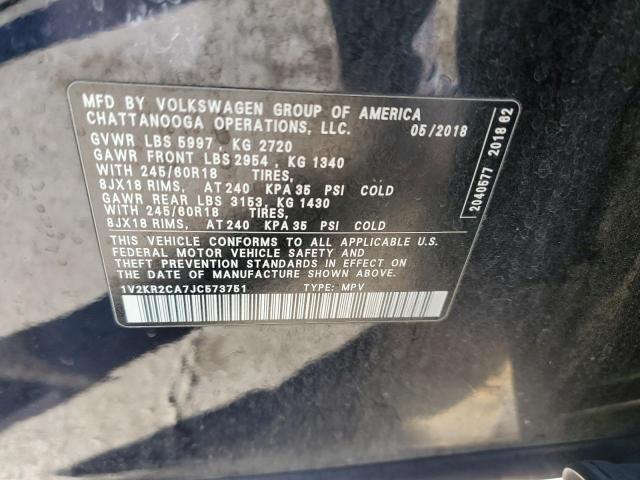 MFD BY VOLKSWAGEN GROUP OF AMERICA
CHATTANOOGA OPERATIONS, LLC. 05/2018
GVWR LBS 5997, KG 2720
GAWR FRONT LBS 2954, KG 1340
WITH 245/60R18 TIRES,
8JX18 RIMS, AT 240 KPA 35 PSI COLD
GAWR REAR LBS 3153, KG 1430
WITH 245/60R18 TIRES,
8JX18 RIMS, AT 240 KPA 35 PSI COLD
THIS VEHICLE CONFORMS TO ALL APPLICABLE U.S.
FEDERAL MOTOR VEHICLE SAFETY AND
THEFT PREVENTION STANDARDS IN EFFECT ON
THE DATE OF MANUFACTURE SHOWN ABOVE.
1V2KR2CA7JC573751 TYPE: MPV
2040577 2018 62